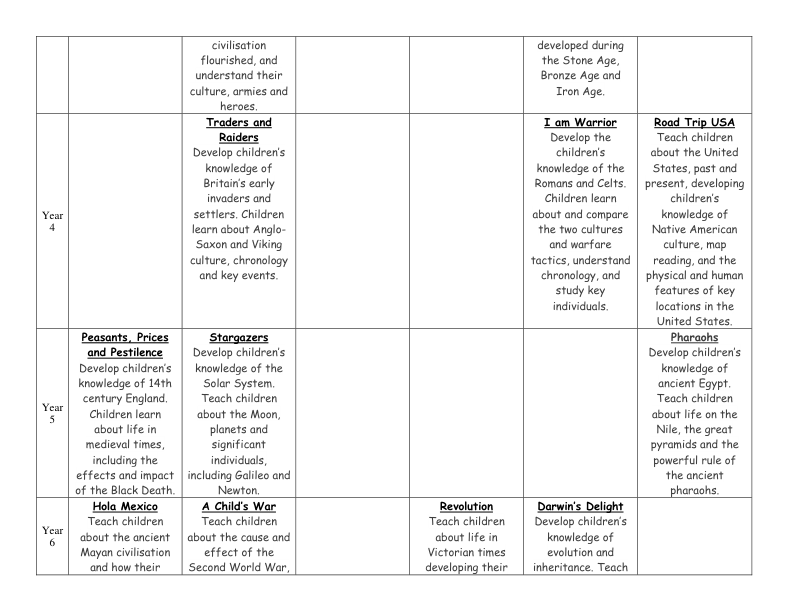 civilisation
flourished, and
understand their
culture, armies and
heroes.
developed during
the Stone Age,
Bronze Age and
Iron Age.
Year
4
Traders and
Raiders
Develop children's
knowledge of
Britain's early
invaders and
settlers. Children
learn about Anglo-
Saxon and Viking
culture, chronology
and key events.
I am Warrior
Develop the
children's
knowledge of the
Romans and Celts.
Children learn
about and compare
the two cultures
and warfare
tactics, understand
chronology, and
study key
individuals.
Road Trip USA
Teach children
about the United
States, past and
present, developing
children's
knowledge of
Native American
culture, map
reading, and the
physical and human
features of key
locations in the
United States.
Year
5
Peasants, Prices
and Pestilence
Develop children's
knowledge of 14th
century England.
Children learn
about life in
medieval times,
including the
effects and impact
of the Black Death.
Stargazers
Develop children's
knowledge of the
Solar System.
Teach children
about the Moon,
planets and
significant
individuals,
including Galileo and
Newton.
Pharaohs
Develop children's
knowledge of
ancient Egypt.
Teach children
about life on the
Nile, the great
pyramids and the
powerful rule of
the ancient
pharaohs.
Year
6
Hola Mexico
Teach children
about the ancient
Mayan civilisation
and how their
A Child's War
Teach children
about the cause and
effect of the
Second World War,
Revolution
Teach children
about life in
Victorian times
developing their
Darwin's Delight
Develop children's
knowledge of
evolution and
inheritance. Teach